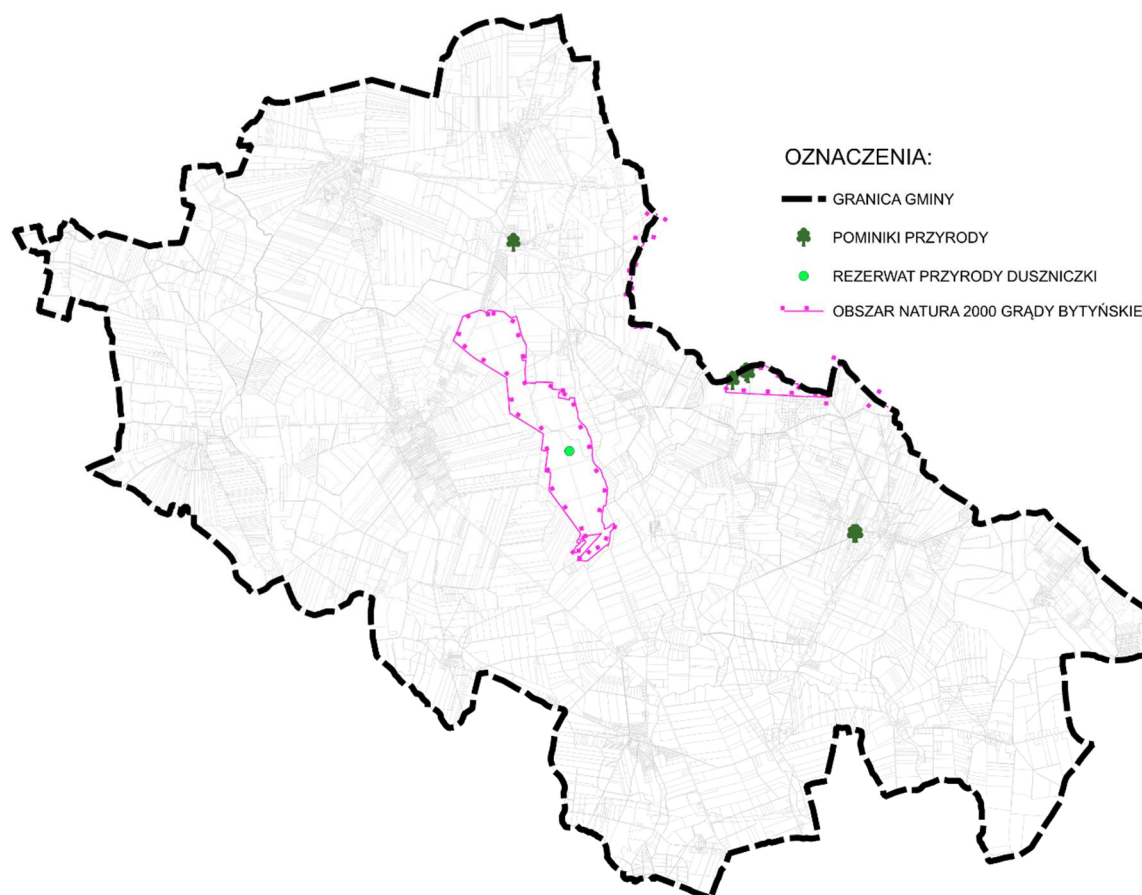 OZNACZENIA:
GRANICA GMINY
POMINIKI PRZYRODY
REZERWAT PRZYRODY DUSZNICZKI
OBSZAR NATURA 2000 GRĄDY BYTYŃSKIE